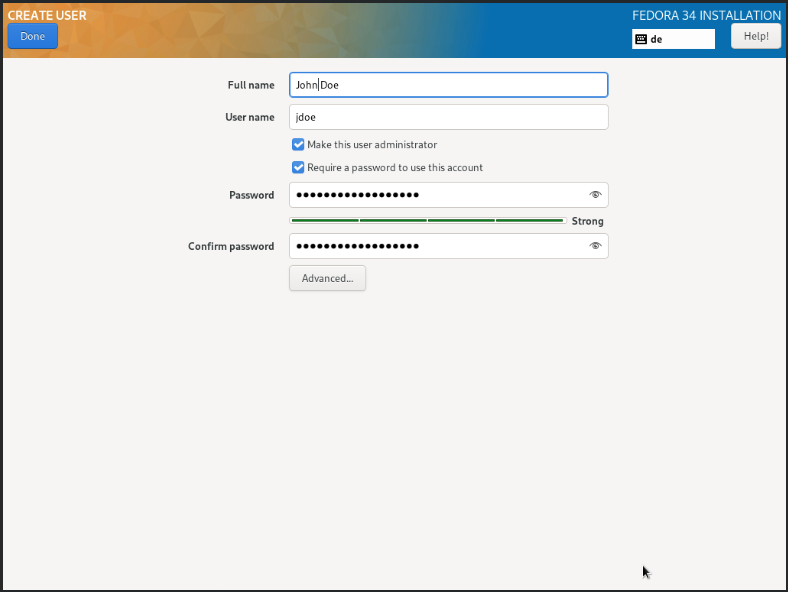 CREATE USER
FEDORA 34 INSTALLATION
Done
de
Help!
Full name
John Doe
User name
jdoe
Make this user administrator
Require a password to use this account
Password
••••••••••••••••••
Strong
Confirm password
••••••••••••••••••
Advanced...